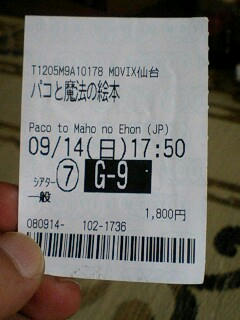 T1205M9A10178 MOVIX仙台
パコと魔法の絵本
Paco to Maho no Ehon (JP)
09/14(日)17:50
シアター ⑦ G-9
一般
1,800円
080914- 102-1736